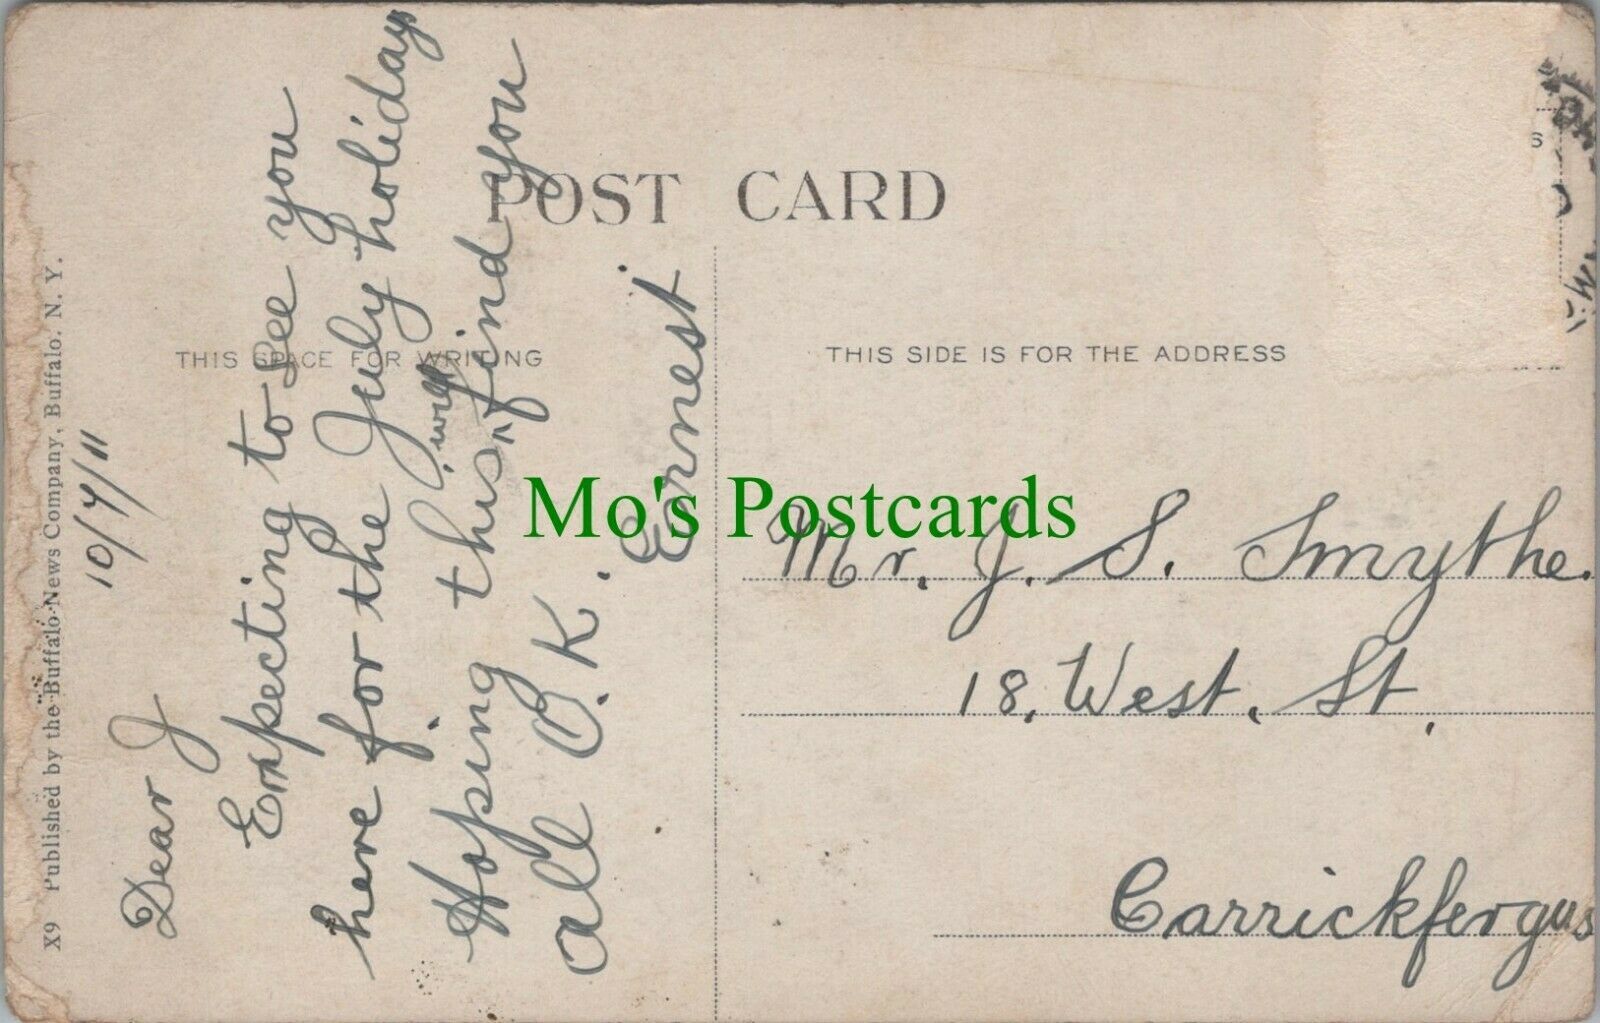 POST CARD
THIS SPACE FOR WRITING
THIS SIDE IS FOR THE ADDRESS
X9 Published by the Buffalo News Company, Buffalo. N. Y.
10/7/11
Dear J
Expecting to see you
here for the July holidays
will
Hoping this ^ find you
All O.K.
Ernest
Mr. J. S. Smythe.
18, West. St.
Carrickfergus
Mo's Postcards